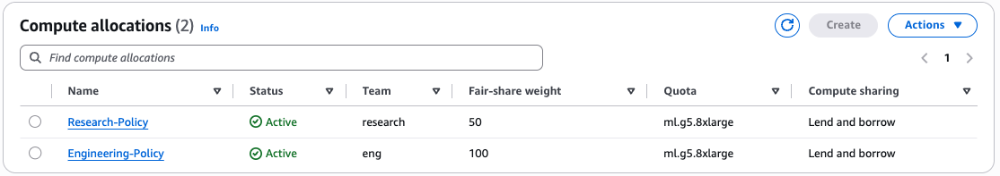 Compute allocations (2) Info Create Actions
Find compute allocations 1
Name Status Team Fair-share weight Quota Compute sharing
Research-Policy Active research 50 ml.g5.8xlarge Lend and borrow
Engineering-Policy Active eng 100 ml.g5.8xlarge Lend and borrow